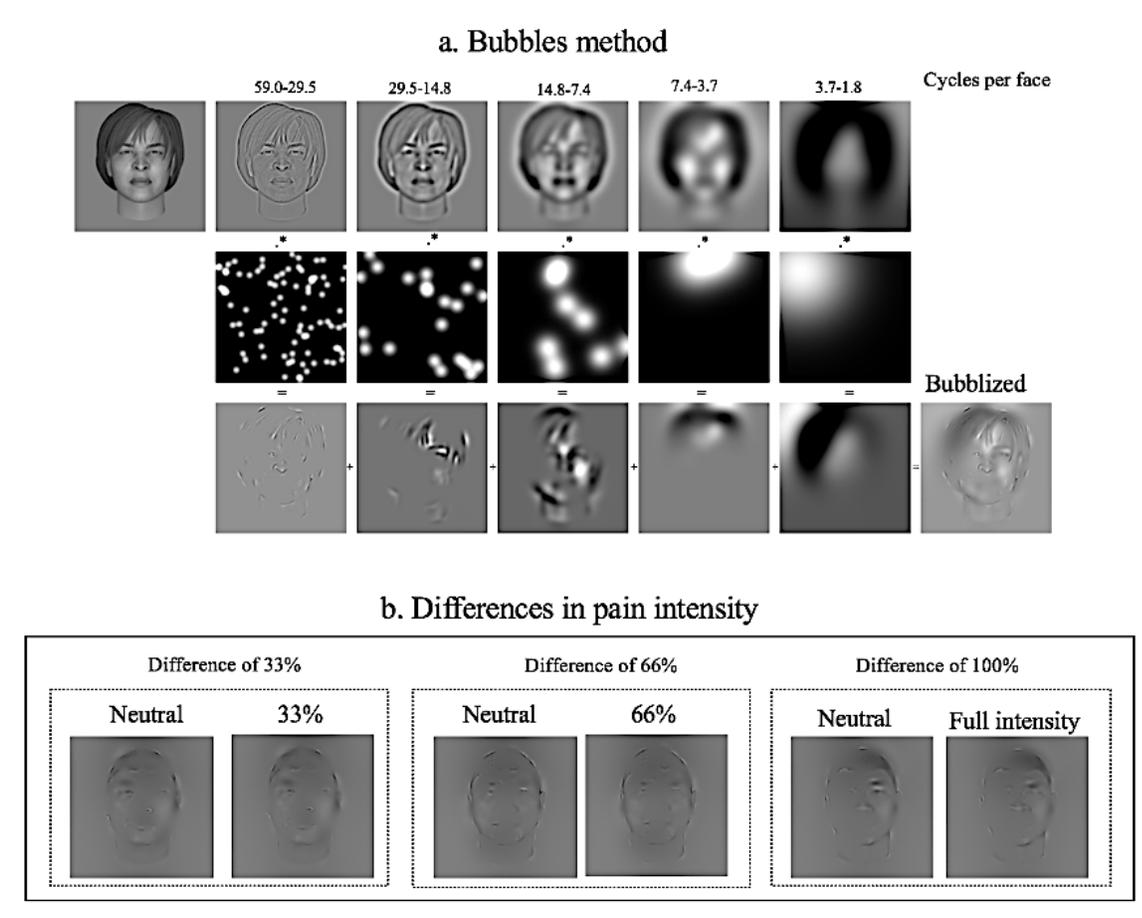 a. Bubbles method
59.0-29.5 29.5-14.8 14.8-7.4 7.4-3.7 3.7-1.8 Cycles per face
.* .* .* .* .*
= = = = =
Bubblized
+ + + + =
b. Differences in pain intensity
Difference of 33% Difference of 66% Difference of 100%
Neutral 33% Neutral 66% Neutral Full intensity